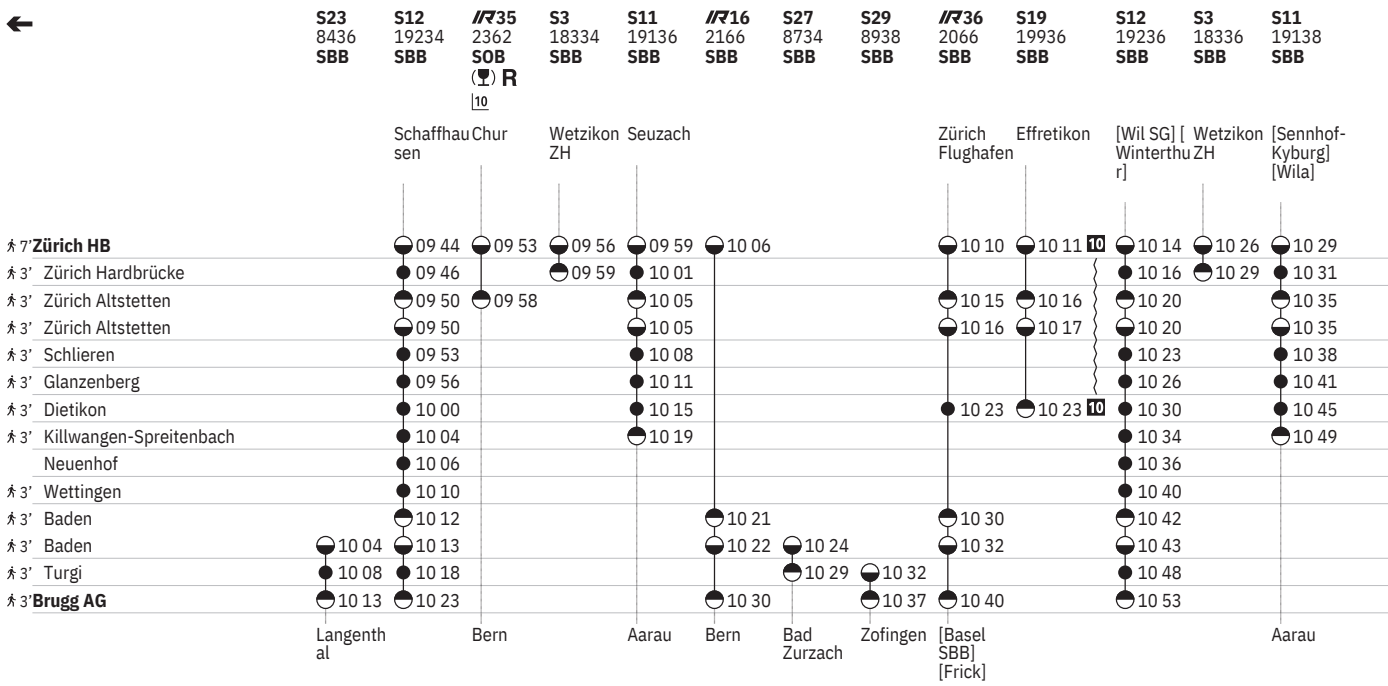 S23 S12 IR35 S3 S11 IR16 S27 S29 IR36 S19 S12 S3 S11
8436 19234 2362 18334 19136 2166 8734 8938 2066 19936 19236 18336 19138
SBB SBB SOB SBB SBB SBB SBB SBB SBB SBB SBB SBB SBB
R
10
Schaffhau Chur Wetzikon Seuzach Zürich Effretikon [Wil SG] [ Wetzikon [Sennhof-
sen ZH Flughafen Winterthu ZH Kyburg]
r] [Wila]
7' Zürich HB 09 44 09 53 09 56 09 59 10 06 10 10 10 11 10 10 14 10 26 10 29
3' Zürich Hardbrücke 09 46 09 59 10 01 10 16 10 29 10 31
3' Zürich Altstetten 09 50 09 58 10 05 10 15 10 16 10 20 10 35
3' Zürich Altstetten 09 50 10 05 10 16 10 17 10 20 10 35
3' Schlieren 09 53 10 08 10 23 10 38
3' Glanzenberg 09 56 10 11 10 26 10 41
3' Dietikon 10 00 10 15 10 23 10 23 10 10 30 10 45
3' Killwangen-Spreitenbach 10 04 10 19 10 34 10 49
Neuenhof 10 06 10 36
3' Wettingen 10 10 10 40
3' Baden 10 12 10 21 10 30 10 42
3' Baden 10 04 10 13 10 22 10 24 10 32 10 43
3' Turgi 10 08 10 18 10 29 10 32 10 48
3' Brugg AG 10 13 10 23 10 30 10 37 10 40 10 53
Langenth Bern Aarau Bern Bad Zofingen [Basel Aarau
al Zurzach SBB]
[Frick]